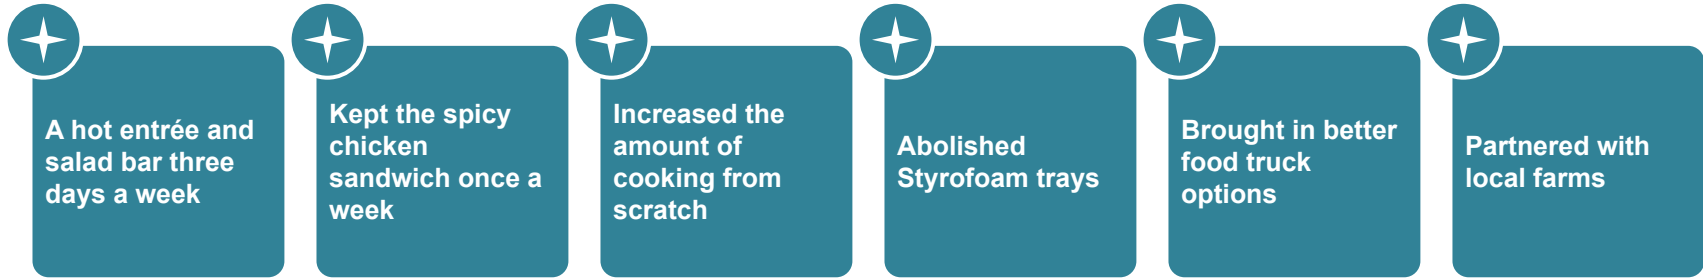 A hot entrée and
salad bar three
days a week
Kept the spicy
chicken
sandwich once a
week
Increased the
amount of
cooking from
scratch
Abolished
Styrofoam trays
Brought in better
food truck
options
Partnered with
local farms